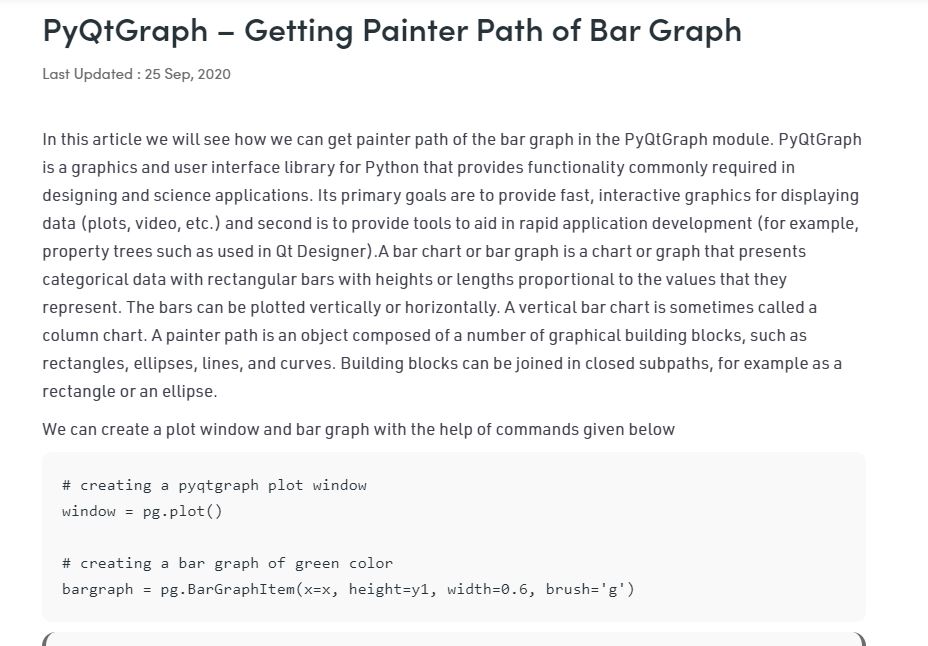 PyQtGraph – Getting Painter Path of Bar Graph
Last Updated : 25 Sep, 2020
In this article we will see how we can get painter path of the bar graph in the PyQtGraph module. PyQtGraph
is a graphics and user interface library for Python that provides functionality commonly required in
designing and science applications. Its primary goals are to provide fast, interactive graphics for displaying
data (plots, video, etc.) and second is to provide tools to aid in rapid application development (for example,
property trees such as used in Qt Designer).A bar chart or bar graph is a chart or graph that presents
categorical data with rectangular bars with heights or lengths proportional to the values that they
represent. The bars can be plotted vertically or horizontally. A vertical bar chart is sometimes called a
column chart. A painter path is an object composed of a number of graphical building blocks, such as
rectangles, ellipses, lines, and curves. Building blocks can be joined in closed subpaths, for example as a
rectangle or an ellipse.
We can create a plot window and bar graph with the help of commands given below
# creating a pyqtgraph plot window
window = pg.plot()
# creating a bar graph of green color
bargraph = pg.BarGraphItem(x=x, height=y1, width=0.6, brush='g')